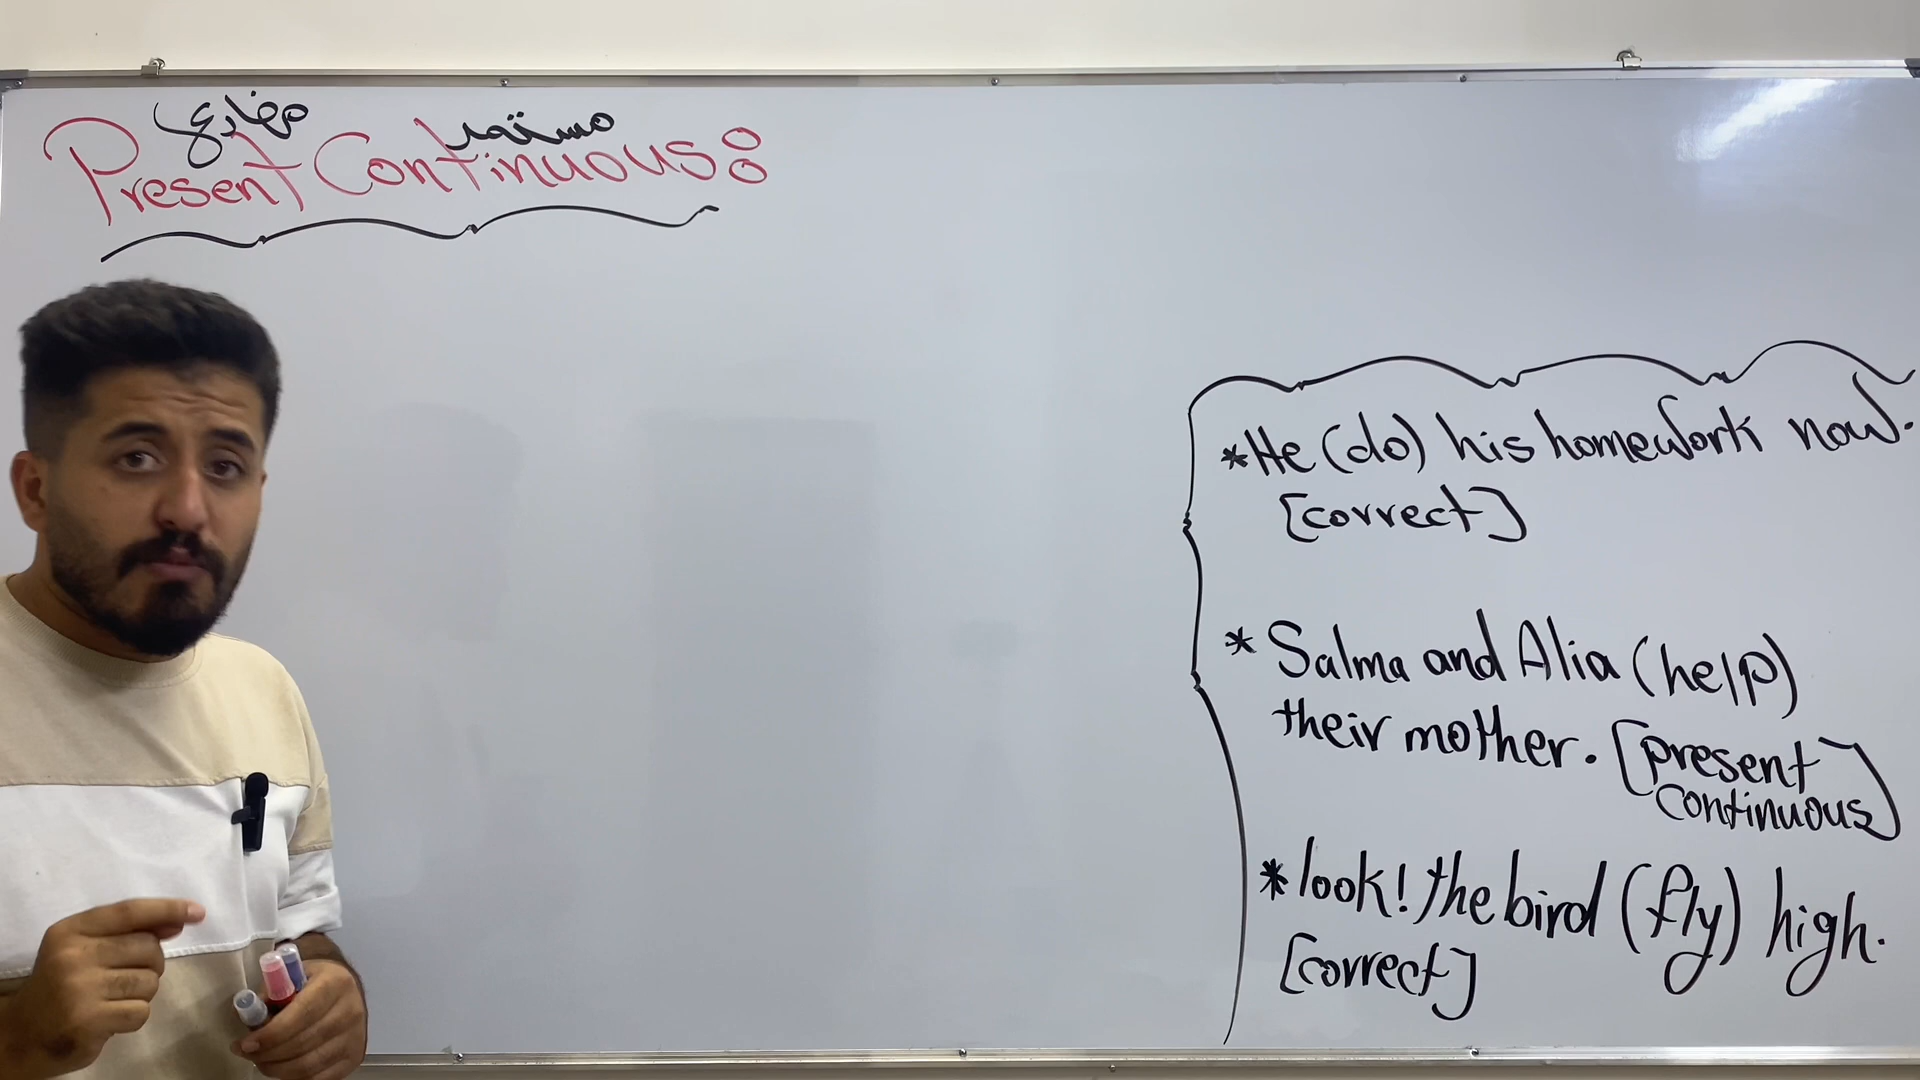 مضارع مستمر
Present Continuous:
*He (do) his homework now.
[correct]
* Salma and Alia (help)
their mother. [present
continuous]
*look! the bird (fly) high.
[correct]